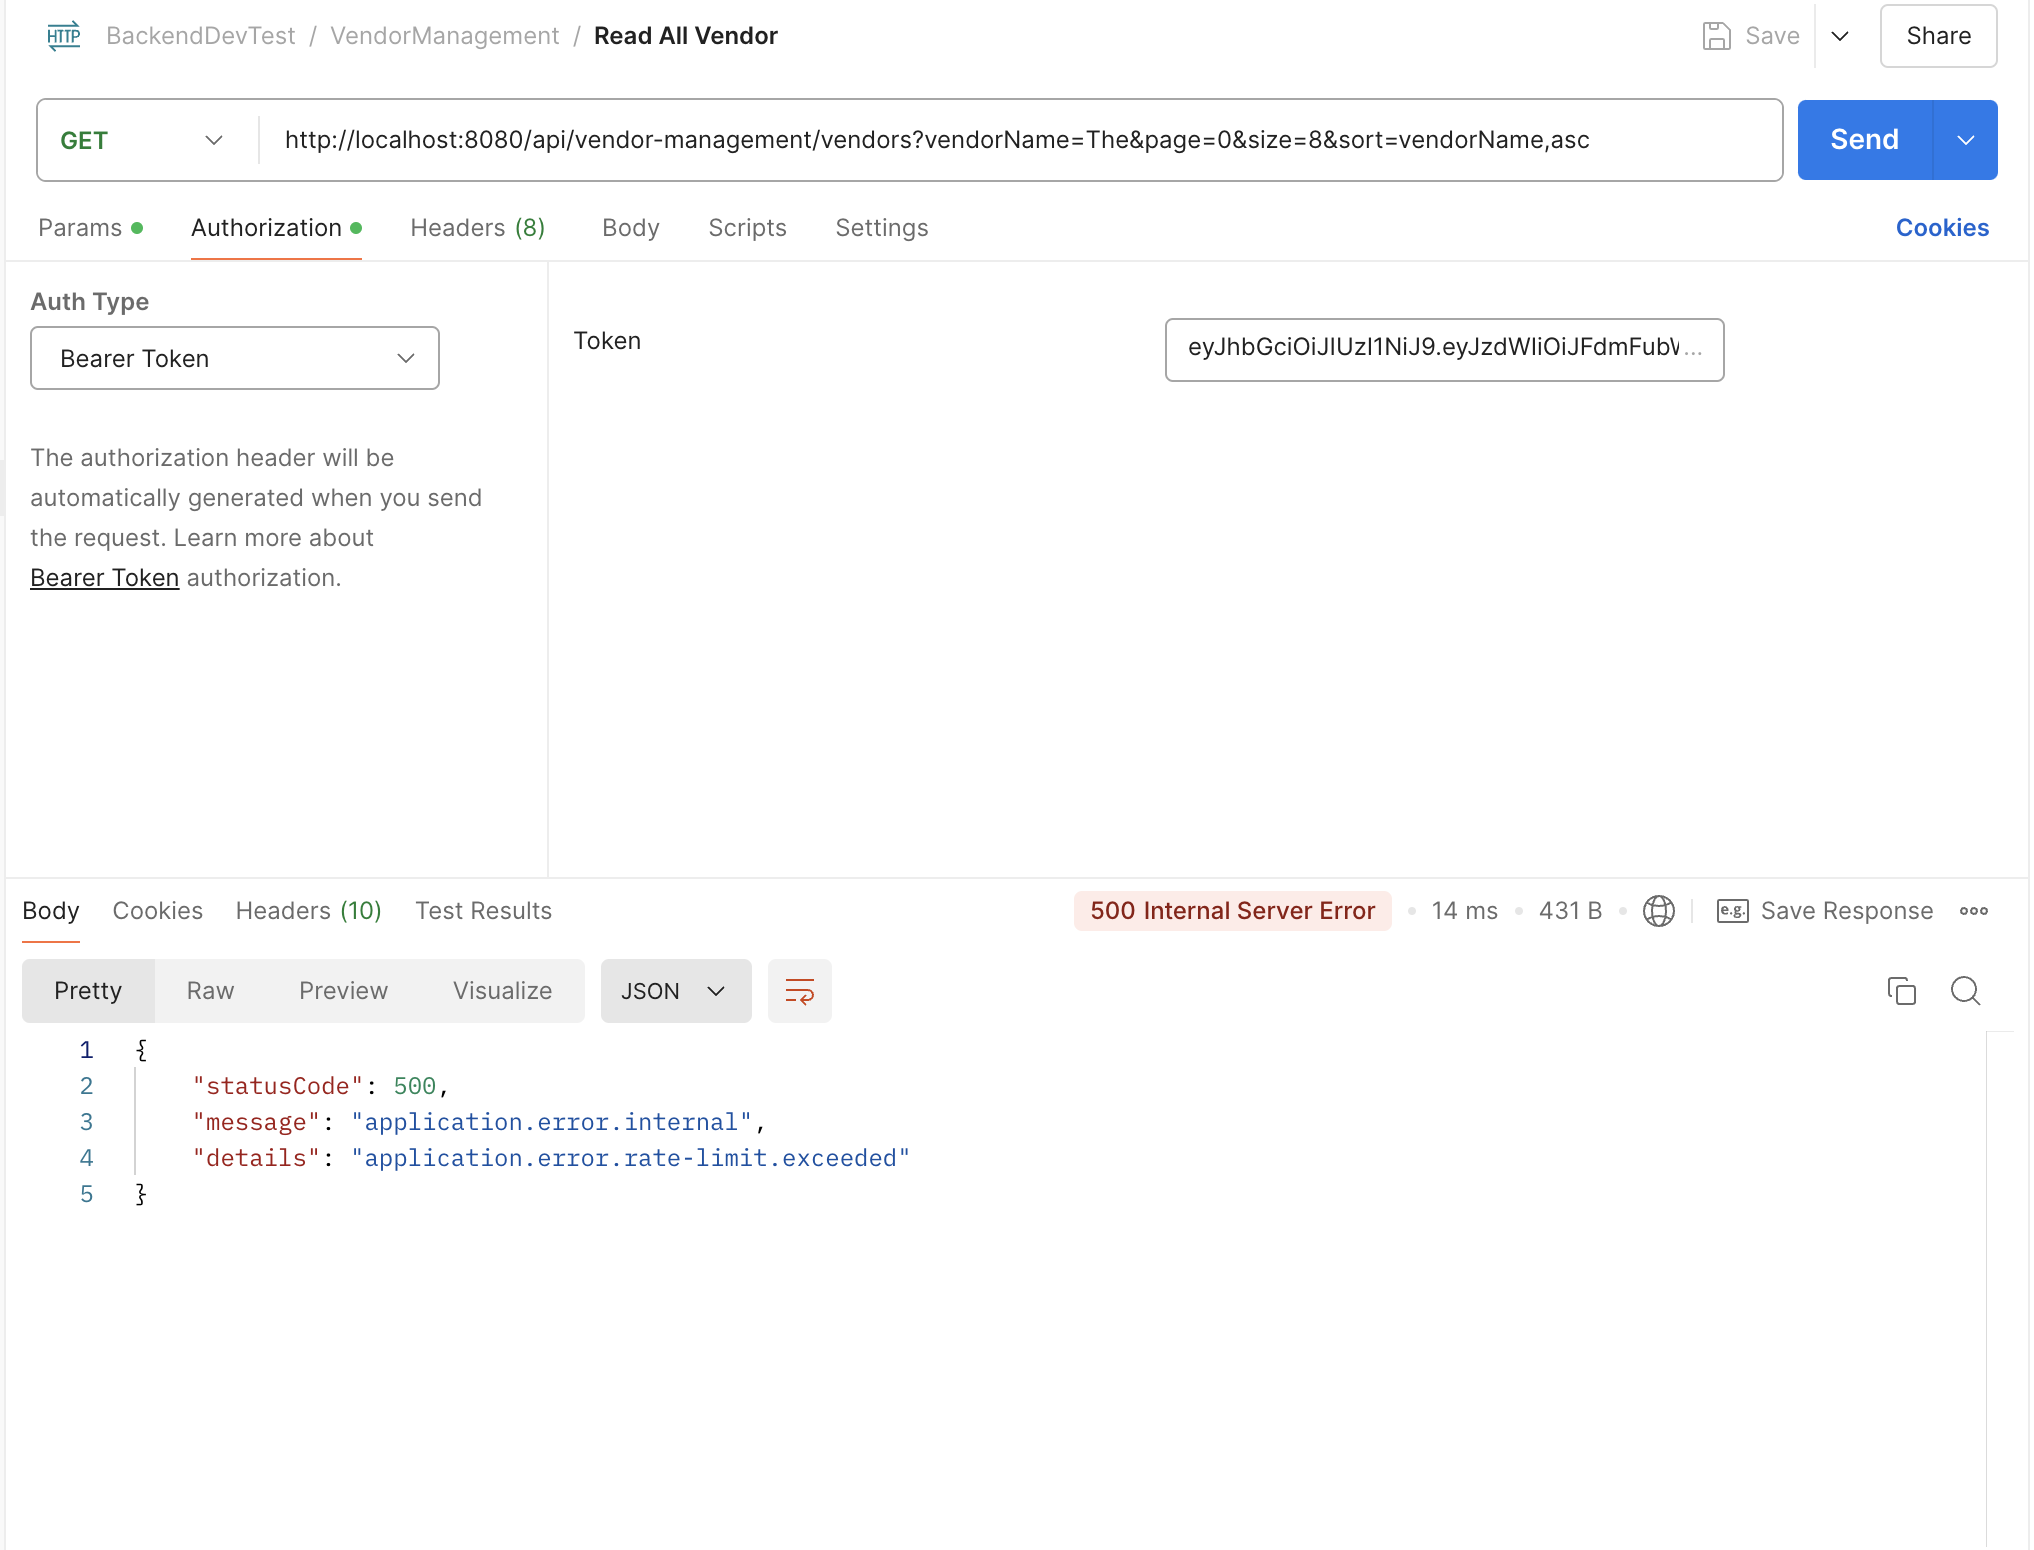 HTTP BackendDevTest / VendorManagement / Read All Vendor Save Share
GET http://localhost:8080/api/vendor-management/vendors?vendorName=The&page=0&size=8&sort=vendorName,asc Send
Params Authorization Headers (8) Body Scripts Settings Cookies
Auth Type
Bearer Token
The authorization header will be
automatically generated when you send
the request. Learn more about
Bearer Token authorization.
Token eyJhbGciOiJIUzI1NiJ9.eyJzdWIiOiJFdmFubV...
Body Cookies Headers (10) Test Results 500 Internal Server Error 14 ms 431 B e.g. Save Response
Pretty Raw Preview Visualize JSON
1 {
2 "statusCode": 500,
3 "message": "application.error.internal",
4 "details": "application.error.rate-limit.exceeded"
5 }